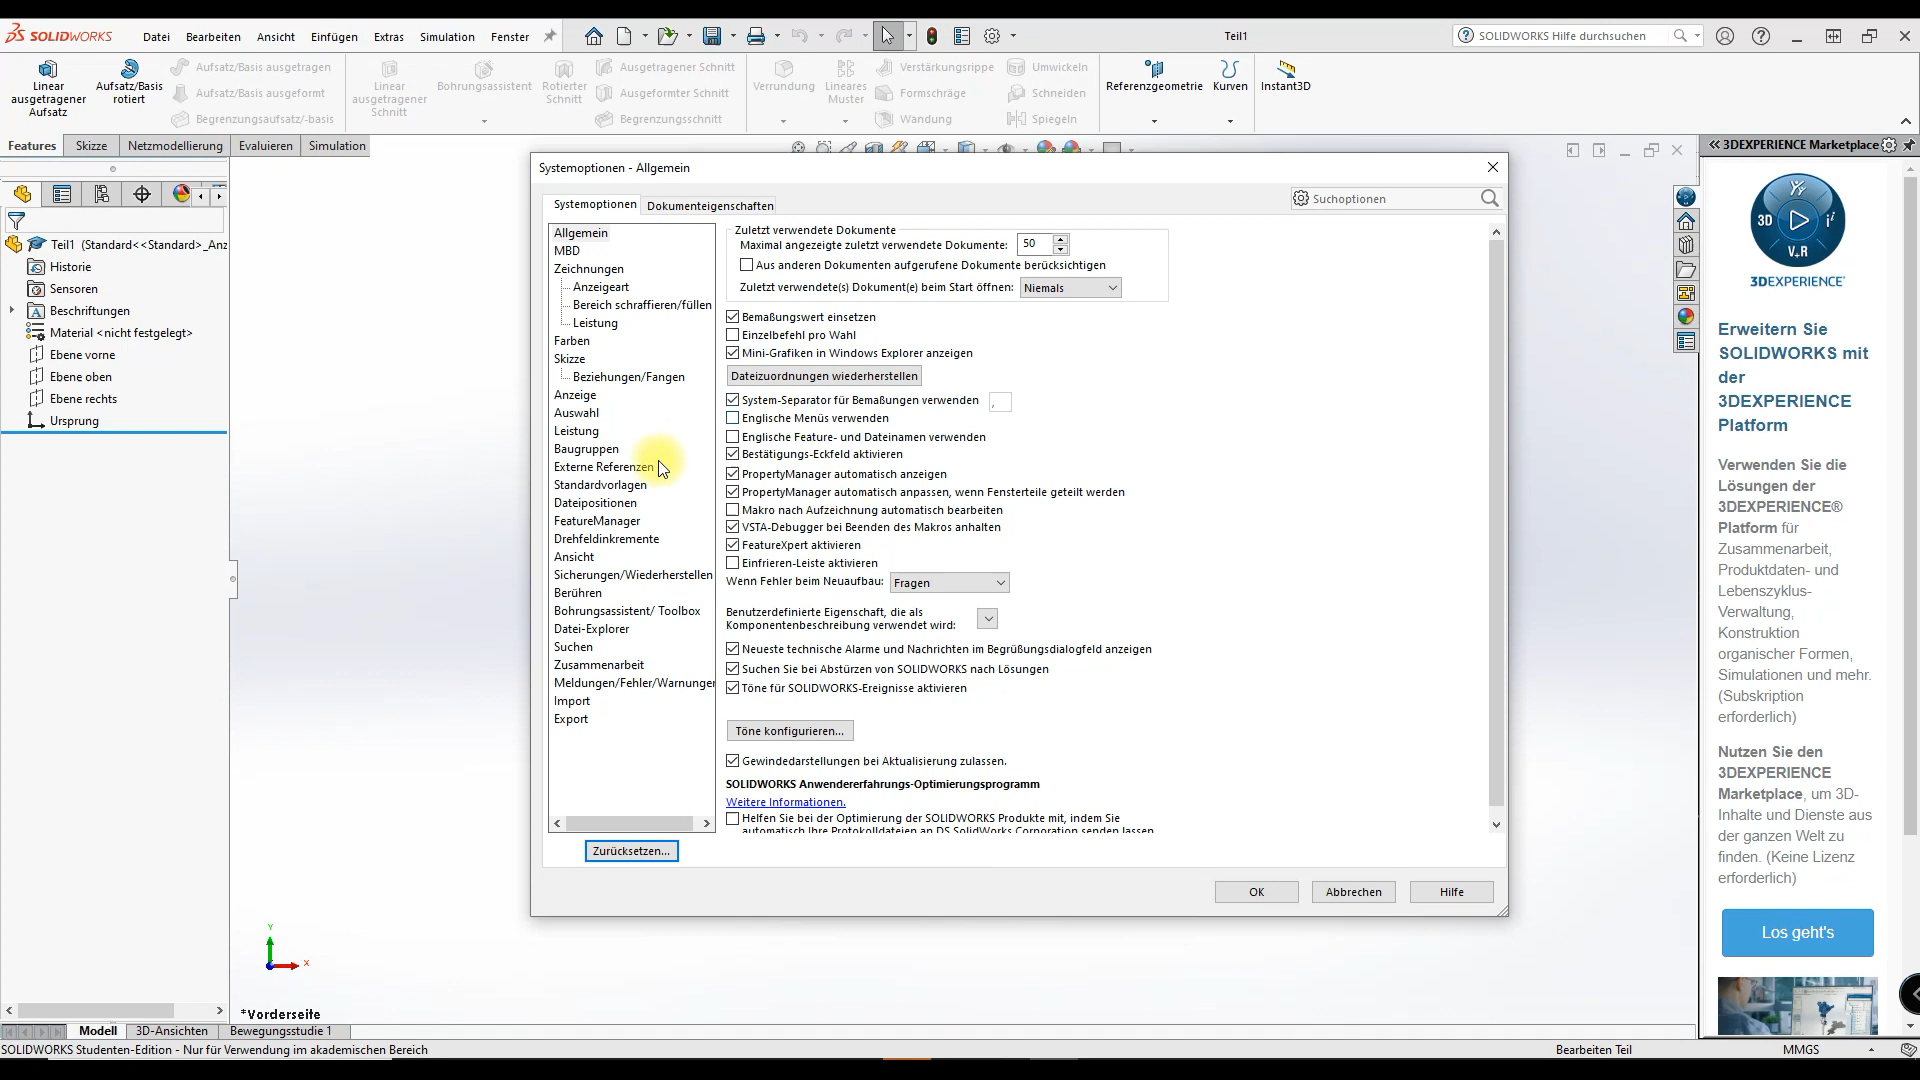 SOLIDWORKS
Datei Bearbeiten Ansicht Einfügen Extras Simulation Fenster
Teil1
SOLIDWORKS Hilfe durchsuchen
Linear ausgetragener Aufsatz
Aufsatz/Basis rotiert
Aufsatz/Basis ausgetragen
Aufsatz/Basis ausgeformt
Begrenzungsaufsatz/-basis
Linear ausgetragener Schnitt
Bohrungsassistent
Rotierter Schnitt
Ausgetragener Schnitt
Ausgeformter Schnitt
Begrenzungsschnitt
Verrundung
Lineares Muster
Verstärkungsrippe
Formschräge
Wandung
Umwickeln
Schneiden
Spiegeln
Referenzgeometrie
Kurven
Instant3D
Features Skizze Netzmodellierung Evaluieren Simulation
Teil1 (Standard<<Standard>_Anz
Historie
Sensoren
Beschriftungen
Material <nicht festgelegt>
Ebene vorne
Ebene oben
Ebene rechts
Ursprung
Systemoptionen - Allgemein
Systemoptionen Dokumenteigenschaften
Suchoptionen
Allgemein
MBD
Zeichnungen
Anzeigeart
Bereich schraffieren/füllen
Leistung
Farben
Skizze
Beziehungen/Fangen
Anzeige
Auswahl
Leistung
Baugruppen
Externe Referenzen
Standardvorlagen
Dateipositionen
FeatureManager
Drehfeldinkremente
Ansicht
Sicherungen/Wiederherstellen
Berühren
Bohrungsassistent/ Toolbox
Datei-Explorer
Suchen
Zusammenarbeit
Meldungen/Fehler/Warnunger
Import
Export
Zurücksetzen...
Zuletzt verwendete Dokumente
Maximal angezeigte zuletzt verwendete Dokumente: 50
Aus anderen Dokumenten aufgerufene Dokumente berücksichtigen
Zuletzt verwendete(s) Dokument(e) beim Start öffnen: Niemals
Bemaßungswert einsetzen
Einzelbefehl pro Wahl
Mini-Grafiken in Windows Explorer anzeigen
Dateizuordnungen wiederherstellen
System-Separator für Bemaßungen verwenden ,
Englische Menüs verwenden
Englische Feature- und Dateinamen verwenden
Bestätigungs-Eckfeld aktivieren
PropertyManager automatisch anzeigen
PropertyManager automatisch anpassen, wenn Fensterteile geteilt werden
Makro nach Aufzeichnung automatisch bearbeiten
VSTA-Debugger bei Beenden des Makros anhalten
FeatureXpert aktivieren
Einfrieren-Leiste aktivieren
Wenn Fehler beim Neuaufbau: Fragen
Benutzerdefinierte Eigenschaft, die als
Komponentenbeschreibung verwendet wird:
Neueste technische Alarme und Nachrichten im Begrüßungsdialogfeld anzeigen
Suchen Sie bei Abstürzen von SOLIDWORKS nach Lösungen
Töne für SOLIDWORKS-Ereignisse aktivieren
Töne konfigurieren...
Gewindedarstellungen bei Aktualisierung zulassen.
SOLIDWORKS Anwendererfahrungs-Optimierungsprogramm
Weitere Informationen.
Helfen Sie bei der Optimierung der SOLIDWORKS Produkte mit, indem Sie
automatisch Ihre Protokolldateien an DS SolidWorks Corporation senden lassen
OK Abbrechen Hilfe
3DEXPERIENCE Marketplace
3D
V+R
3DEXPERIENCE
Erweitern Sie
SOLIDWORKS mit
der
3DEXPERIENCE
Platform
Verwenden Sie die
Lösungen der
3DEXPERIENCE®
Platform für
Zusammenarbeit,
Produktdaten- und
Lebenszyklus-
Verwaltung,
Konstruktion
organischer Formen,
Simulationen und mehr.
(Subskription
erforderlich)
Nutzen Sie den
3DEXPERIENCE
Marketplace, um 3D-
Inhalte und Dienste aus
der ganzen Welt zu
finden. (Keine Lizenz
erforderlich)
Los geht's
Y
X
*Vorderseite
Modell 3D-Ansichten Bewegungsstudie 1
SOLIDWORKS Studenten-Edition - Nur für Verwendung im akademischen Bereich
Bearbeiten Teil
MMGS